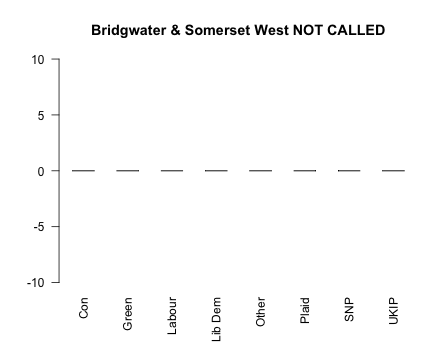 Bridgwater & Somerset West NOT CALLED
10
5
0
-5
-10
Con
Green
Labour
Lib Dem
Other
Plaid
SNP
UKIP